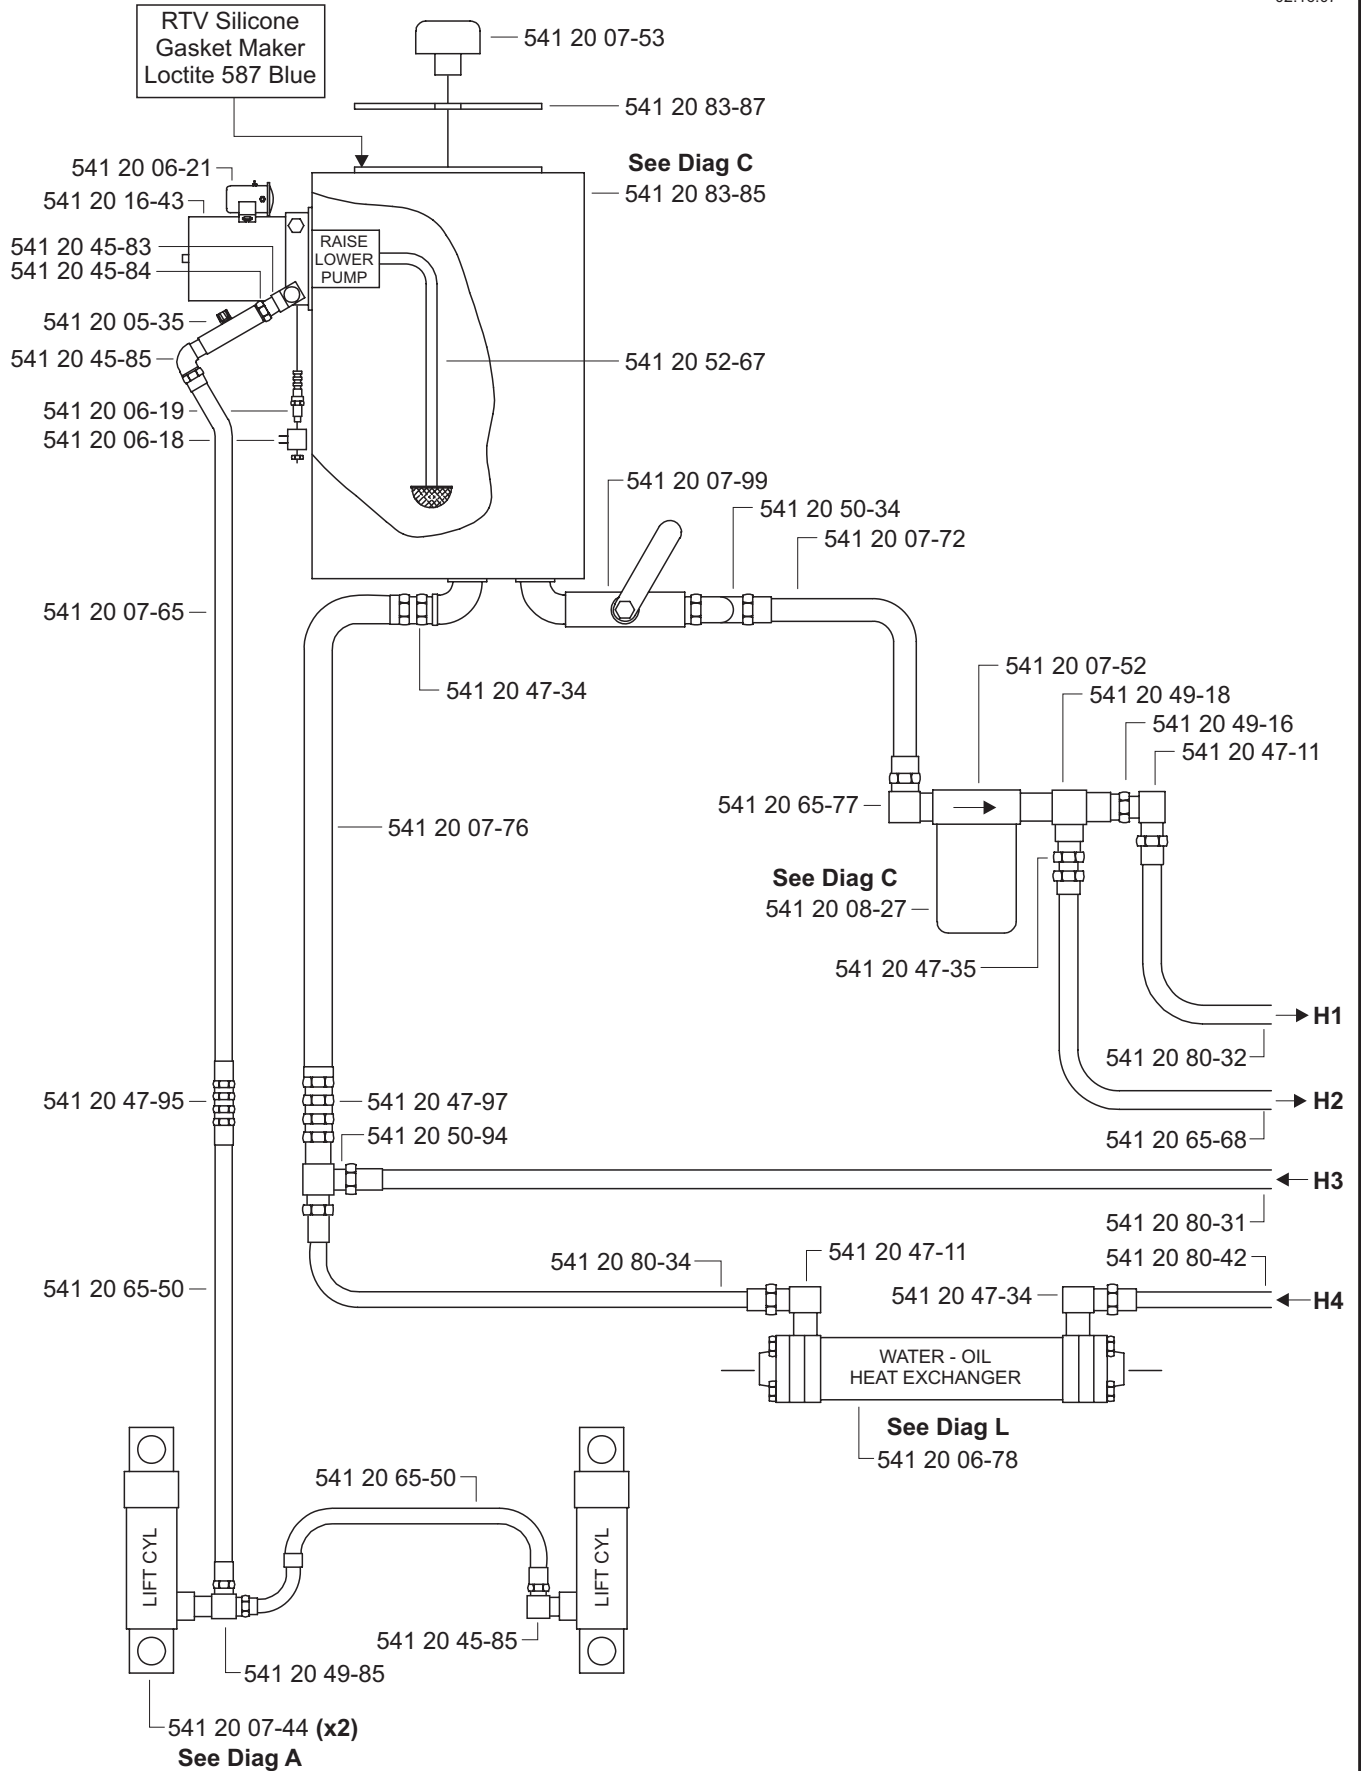 RTV Silicone
Gasket Maker
Loctite 587 Blue
541 20 07-53
541 20 83-87
See Diag C
541 20 83-85
541 20 06-21
541 20 16-43
541 20 45-83
541 20 45-84
541 20 05-35
541 20 45-85
541 20 06-19
541 20 06-18
RAISE
LOWER
PUMP
541 20 52-67
541 20 07-99
541 20 50-34
541 20 07-72
541 20 07-65
541 20 47-34
541 20 07-52
541 20 49-18
541 20 49-16
541 20 47-11
541 20 65-77
541 20 07-76
See Diag C
541 20 08-27
541 20 47-35
H1
541 20 80-32
541 20 47-95
541 20 47-97
H2
541 20 50-94
541 20 65-68
H3
541 20 80-31
541 20 80-34
541 20 47-11
541 20 80-42
541 20 65-50
541 20 47-34
H4
WATER - OIL
HEAT EXCHANGER
See Diag L
541 20 06-78
541 20 65-50
LIFT CYL
LIFT CYL
541 20 45-85
541 20 49-85
541 20 07-44 (x2)
See Diag A